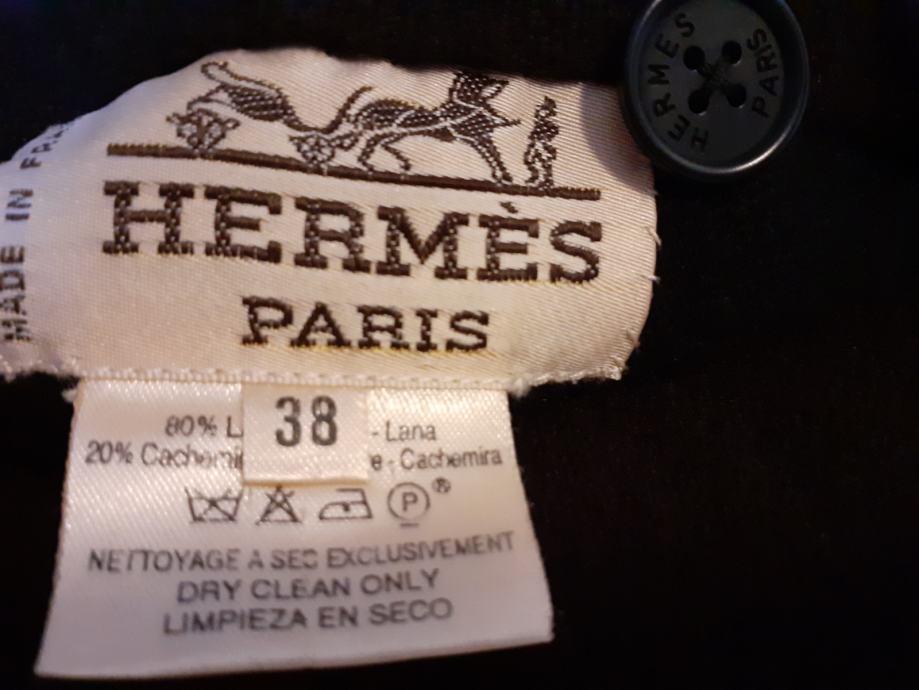 HERMES PARIS
MADE IN FRA
HERMÈS
PARIS
38
80% L - Lana
20% Cachemi e - Cachemira
P ®
NETTOYAGE A SEC EXCLUSIVEMENT
DRY CLEAN ONLY
LIMPIEZA EN SECO